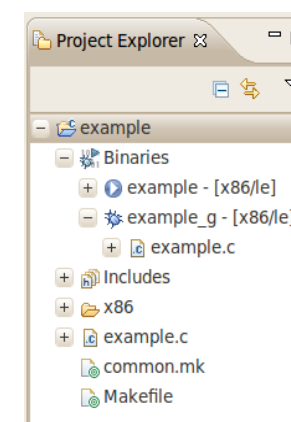 Project Explorer
example
Binaries
example - [x86/le]
example_g - [x86/le]
example.c
Includes
x86
example.c
common.mk
Makefile